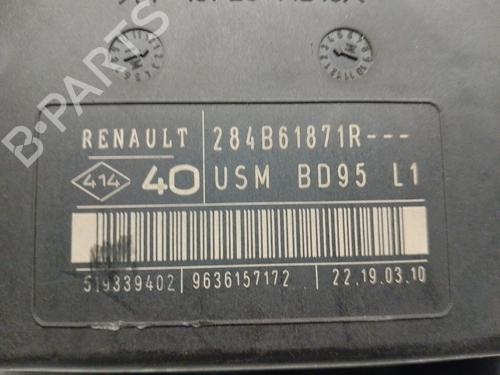 RENAULT 284B61871R---
414 40 USM BD95 L1
519339402 9636157172 22.19.03.10
B-PARTS